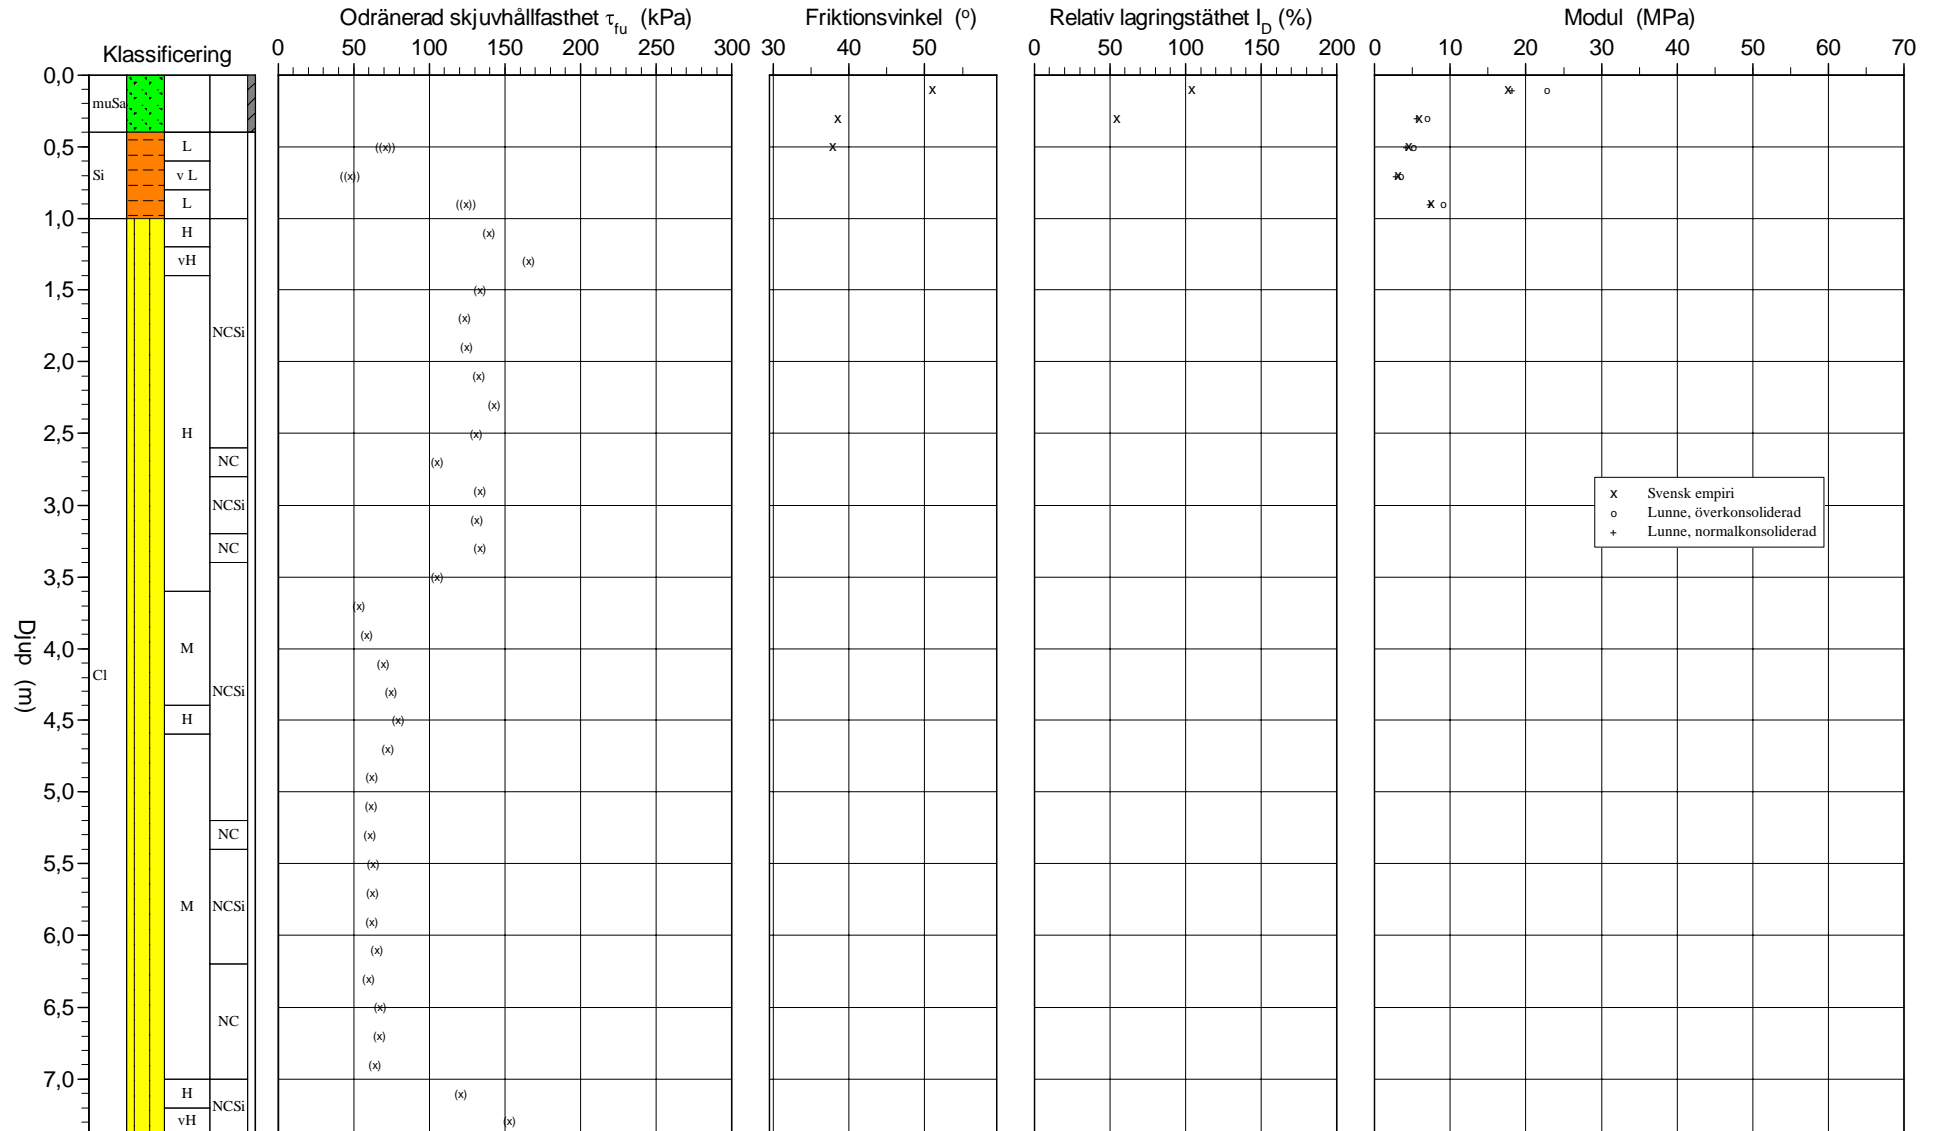 Odränerad skjuvhållfasthet τfu (kPa)
Friktionsvinkel (°)
Relativ lagringstäthet ID (%)
Modul (MPa)
Klassificering
0 50 100 150 200 250 300
30 40 50
0 50 100 150 200
0 10 20 30 40 50 60 70
0,0
muSa
0,5
L
Si
v L
L
1,0
H
vH
1,5
NCSi
2,0
2,5
H
NC
3,0
NCSi
NC
3,5
Djup (m)
4,0
M
Cl
NCSi
4,5
H
5,0
NC
5,5
M
NCSi
6,0
6,5
NC
7,0
H
NCSi
vH
x Svensk empiri
o Lunne, överkonsoliderad
+ Lunne, normalkonsoliderad